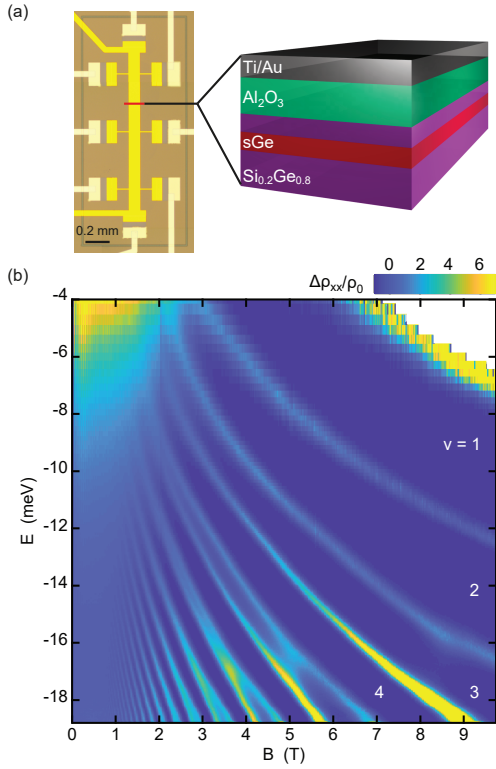 (a)
Ti/Au
Al₂O₃
sGe
Si₀.₂Ge₀.₈
0.2 mm
(b)
Δρxx/ρ₀
0 2 4 6
-4
-6
-8
-10
-12
-14
-16
-18
E (meV)
ν = 1
2
3
4
0 1 2 3 4 5 6 7 8 9
B (T)